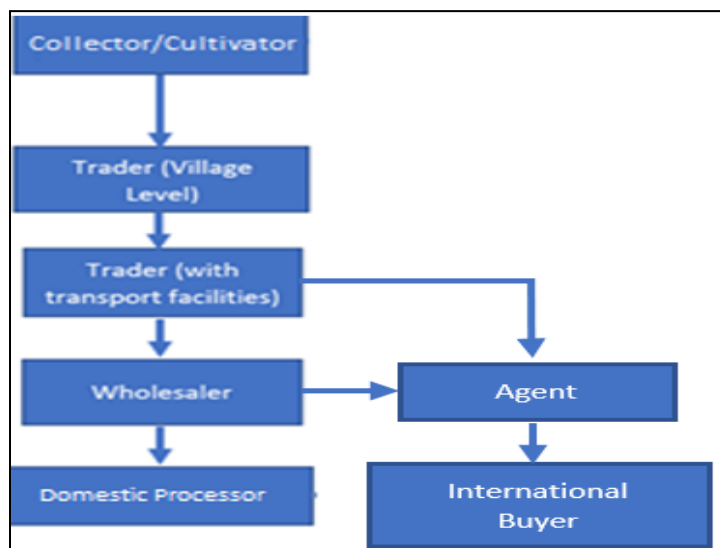 Collector/Cultivator
Trader (Village
Level)
Trader (with
transport facilities)
Wholesaler
Agent
Domestic Processor
International
Buyer